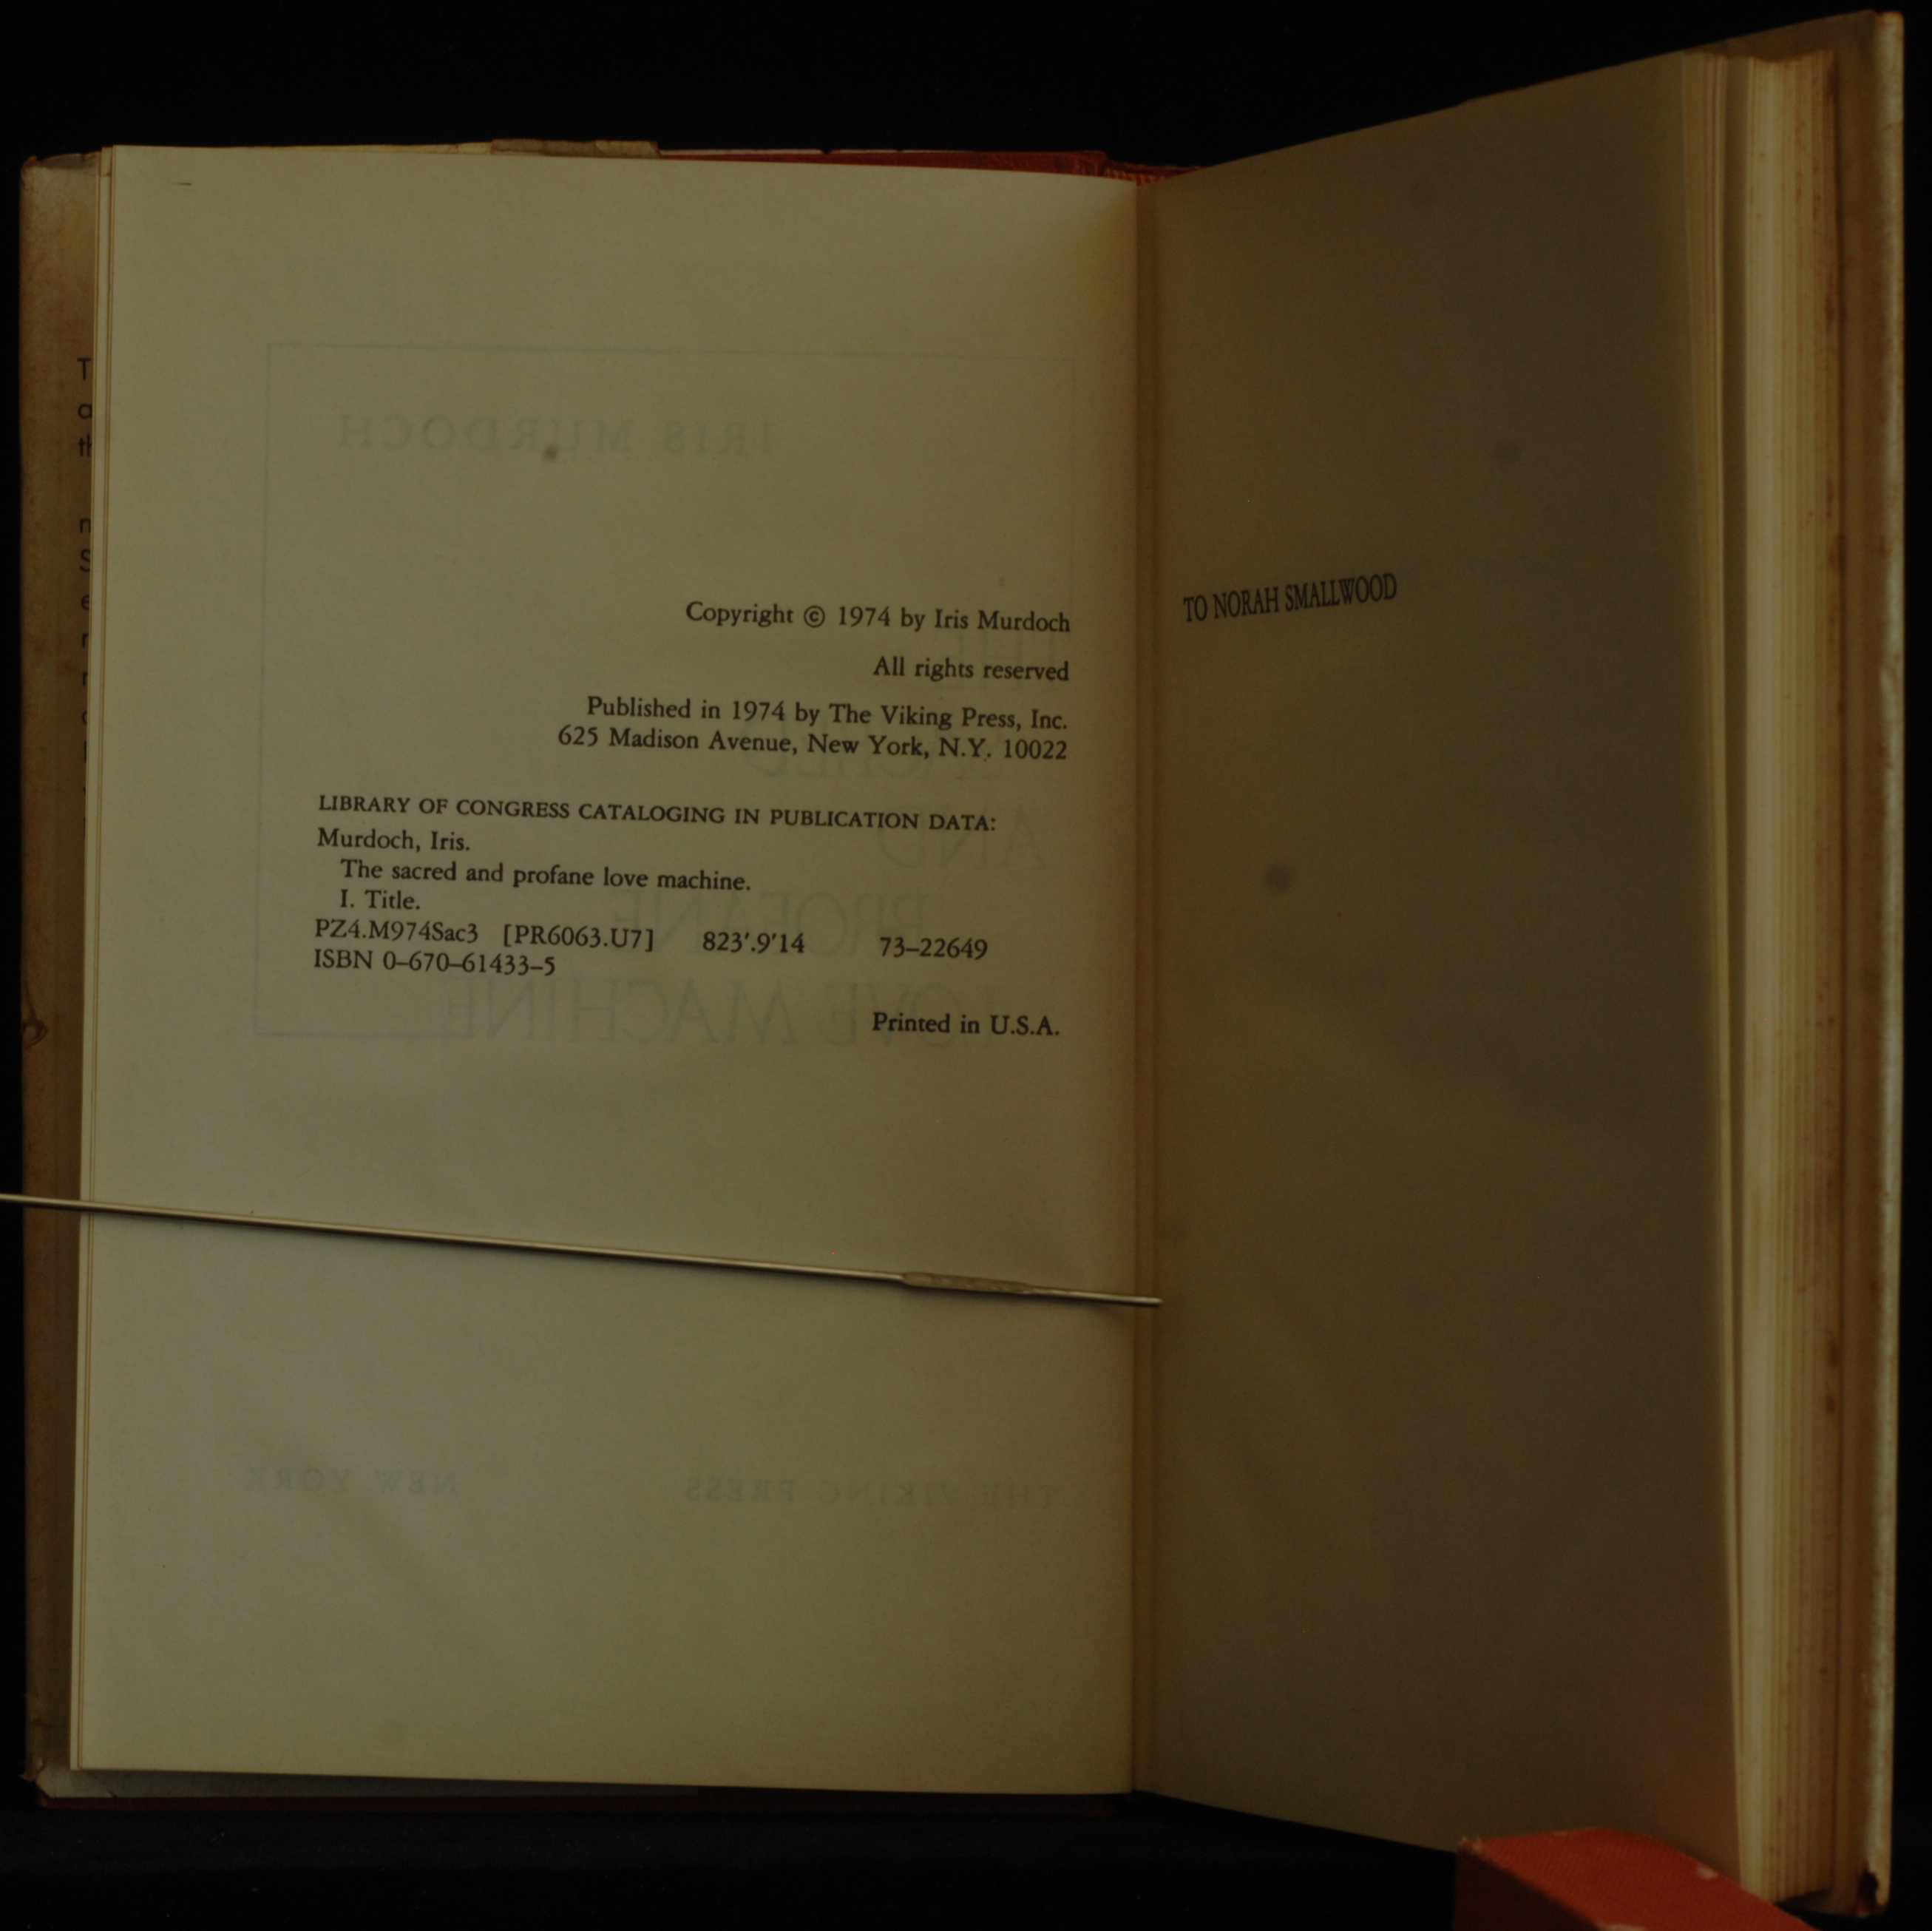 Copyright © 1974 by Iris Murdoch
All rights reserved
Published in 1974 by The Viking Press, Inc.
625 Madison Avenue, New York, N.Y. 10022
LIBRARY OF CONGRESS CATALOGING IN PUBLICATION DATA:
Murdoch, Iris.
The sacred and profane love machine.
I. Title.
PZ4.M974Sac3 [PR6063.U7] 823'.9'14 73–22649
ISBN 0–670–61433–5
Printed in U.S.A.
TO NORAH SMALLWOOD